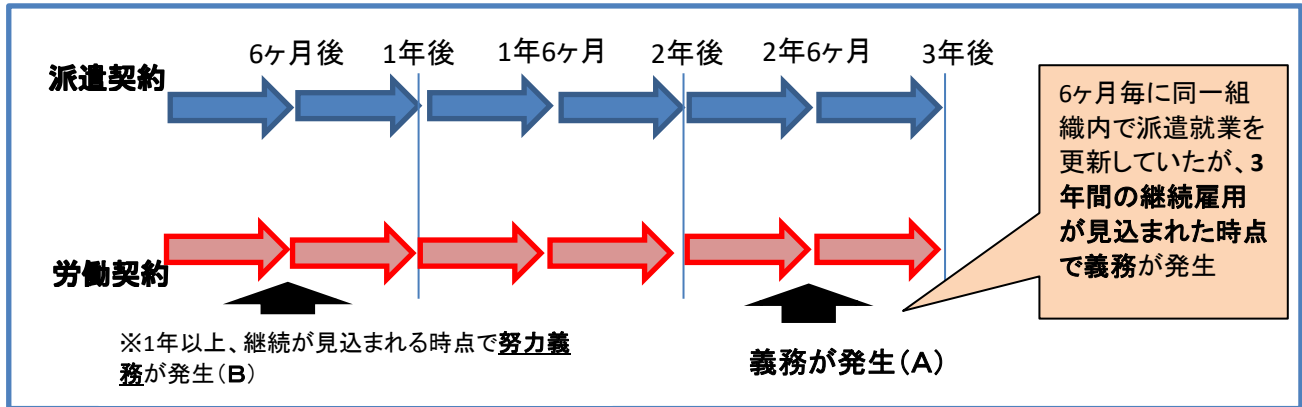 6ヶ月後 1年後 1年6ヶ月 2年後 2年6ヶ月 3年後
派遣契約
6ヶ月毎に同一組
織内で派遣就業を
更新していたが、3
年間の継続雇用
が見込まれた時点
で義務が発生
労働契約
※1年以上、継続が見込まれる時点で努力義
務が発生(B)
義務が発生(A)